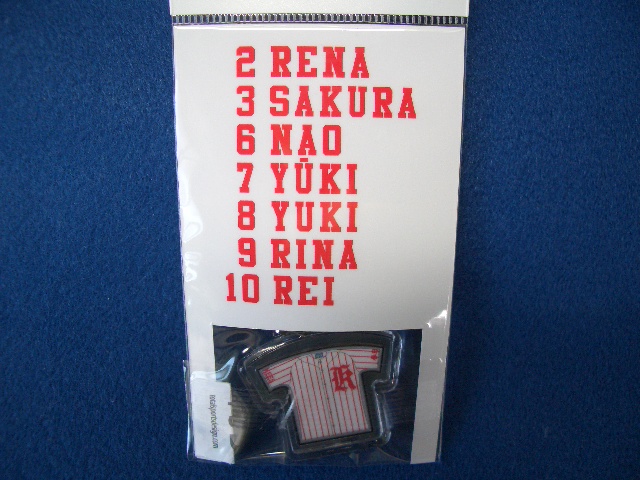 2 RENA
3 SAKURA
6 NAO
7 YŪKI
8 YUKI
9 RINA
10 REI
K